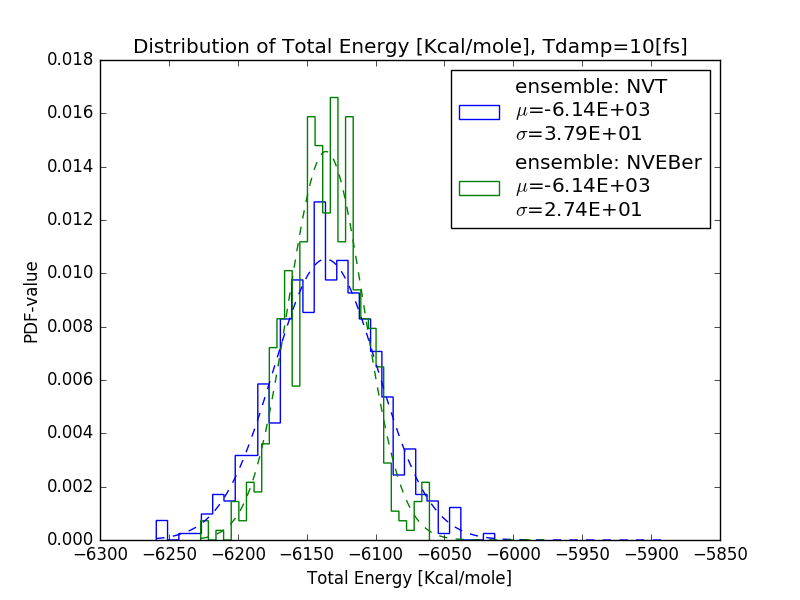 Distribution of Total Energy [Kcal/mole], Tdamp=10[fs]
0.018
0.016
0.014
0.012
0.010
0.008
0.006
0.004
0.002
0.000
PDF-value
ensemble: NVT
μ=-6.14E+03
σ=3.79E+01
ensemble: NVEBer
μ=-6.14E+03
σ=2.74E+01
−6300 −6250 −6200 −6150 −6100 −6050 −6000 −5950 −5900 −5850
Total Energy [Kcal/mole]